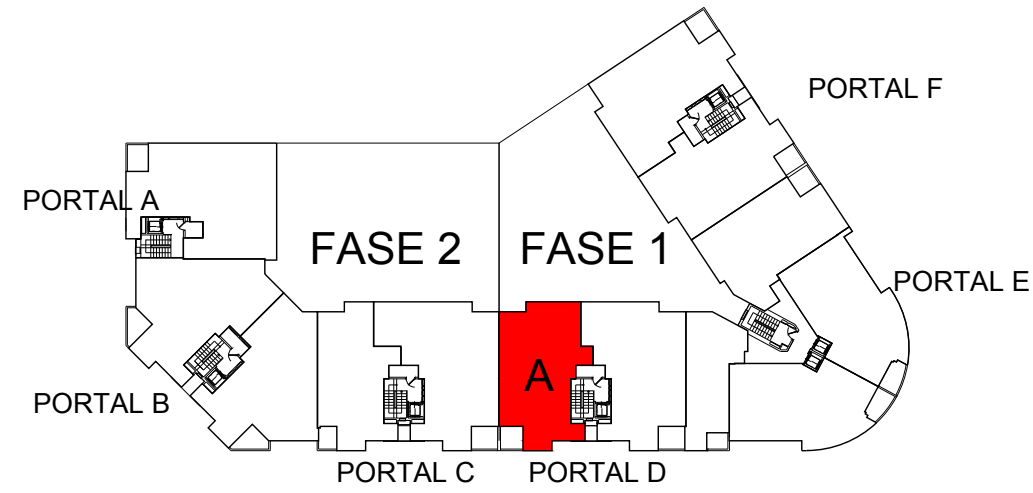 PORTAL F
PORTAL A
FASE 2
FASE 1
PORTAL E
A
PORTAL B
PORTAL C
PORTAL D